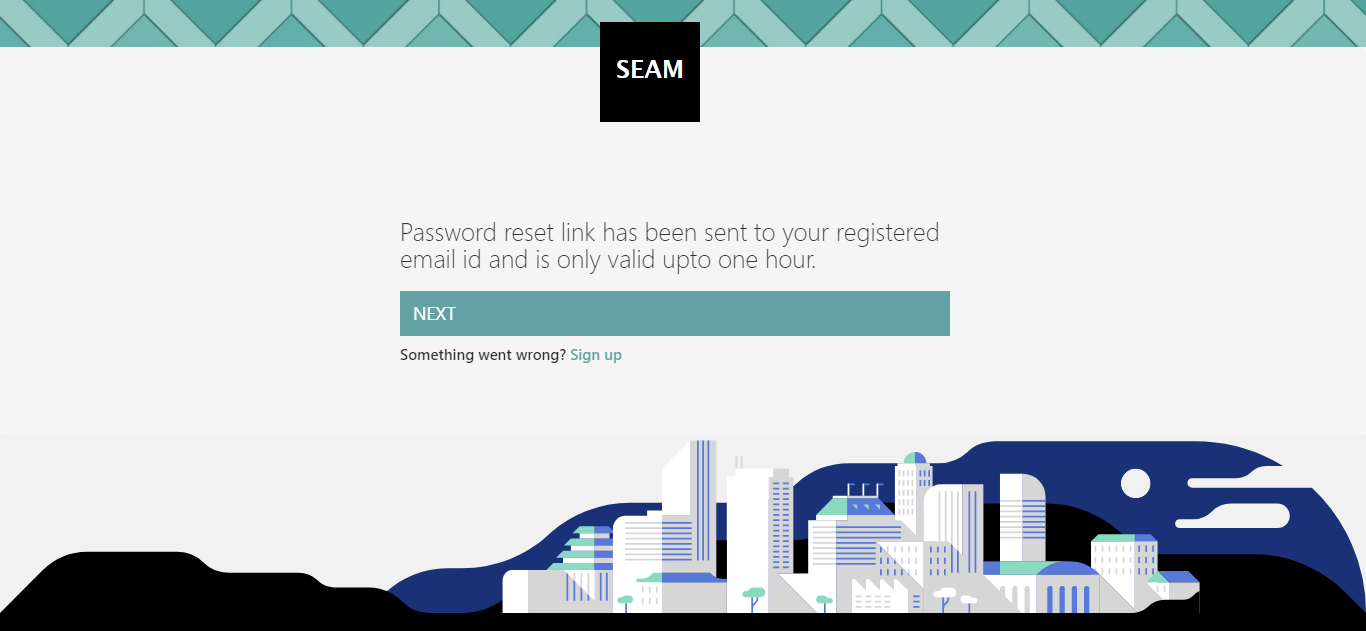 SEAM
Password reset link has been sent to your registered
email id and is only valid upto one hour.
NEXT
Something went wrong? Sign up